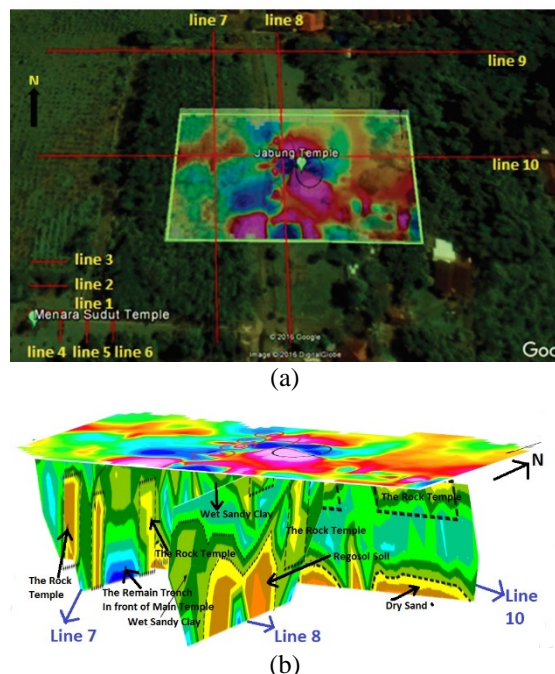 line 7
line 8
line 9
N
Jabung Temple
line 10
line 3
line 2
line 1
Menara Sudut Temple
line 4 line 5 line 6
© 2016 Google
Image © 2016 DigitalGlobe
Goo
(a)
N
Wet Sandy Clay
The Rock Temple
The Rock Temple
The Rock Temple
Regosol Soil
The Rock
Temple
The Remain Trench
In front of Main Temple
Wet Sandy Clay
Dry Sand
Line 7
Line 8
Line
10
(b)